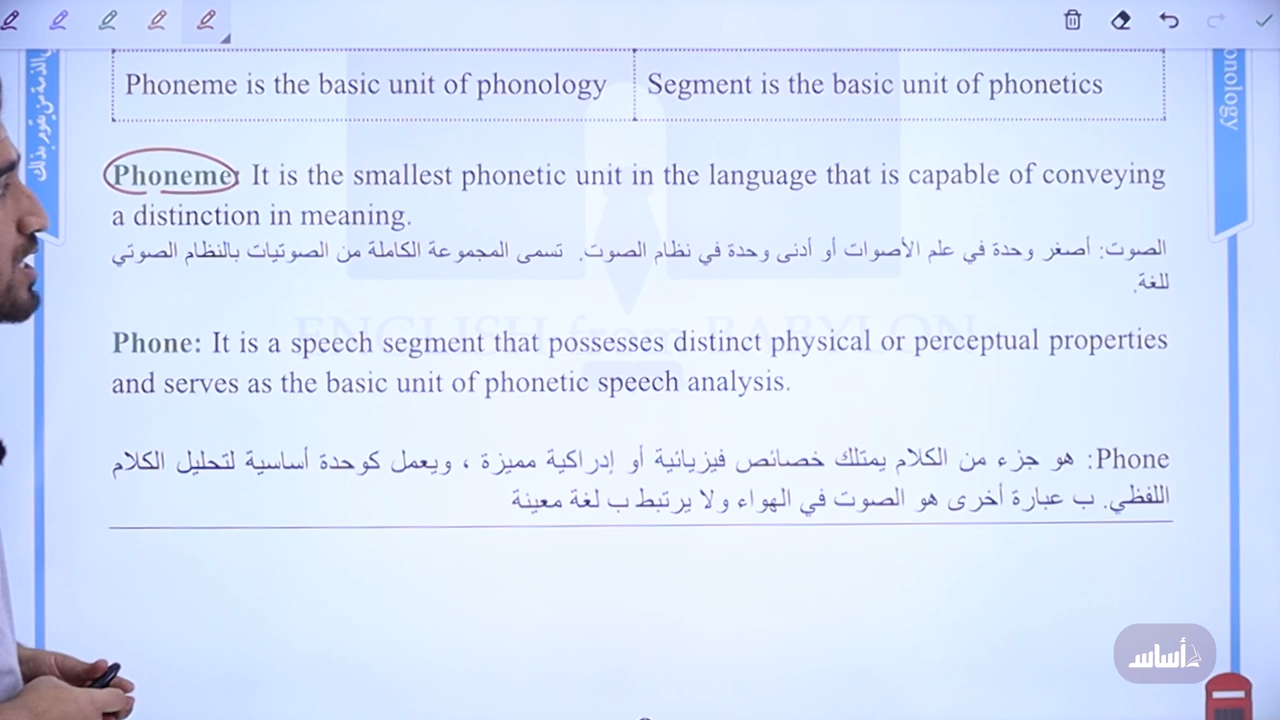 Phoneme is the basic unit of phonology
Segment is the basic unit of phonetics
Phoneme: It is the smallest phonetic unit in the language that is capable of conveying
a distinction in meaning.
الصوت: أصغر وحدة في علم الأصوات أو أدنى وحدة في نظام الصوت. تسمى المجموعة الكاملة من الصوتيات بالنظام الصوتي
للغة.
ENGLISH from BABYLON
Phone: It is a speech segment that possesses distinct physical or perceptual properties
and serves as the basic unit of phonetic speech analysis.
Phone: هو جزء من الكلام يمتلك خصائص فيزيائية أو إدراكية مميزة ، ويعمل كوحدة أساسية لتحليل الكلام
اللفظي. ب عبارة أخرى هو الصوت في الهواء ولا يرتبط ب لغة معينة
الذمة من يقوم بذلك
onology
أساس